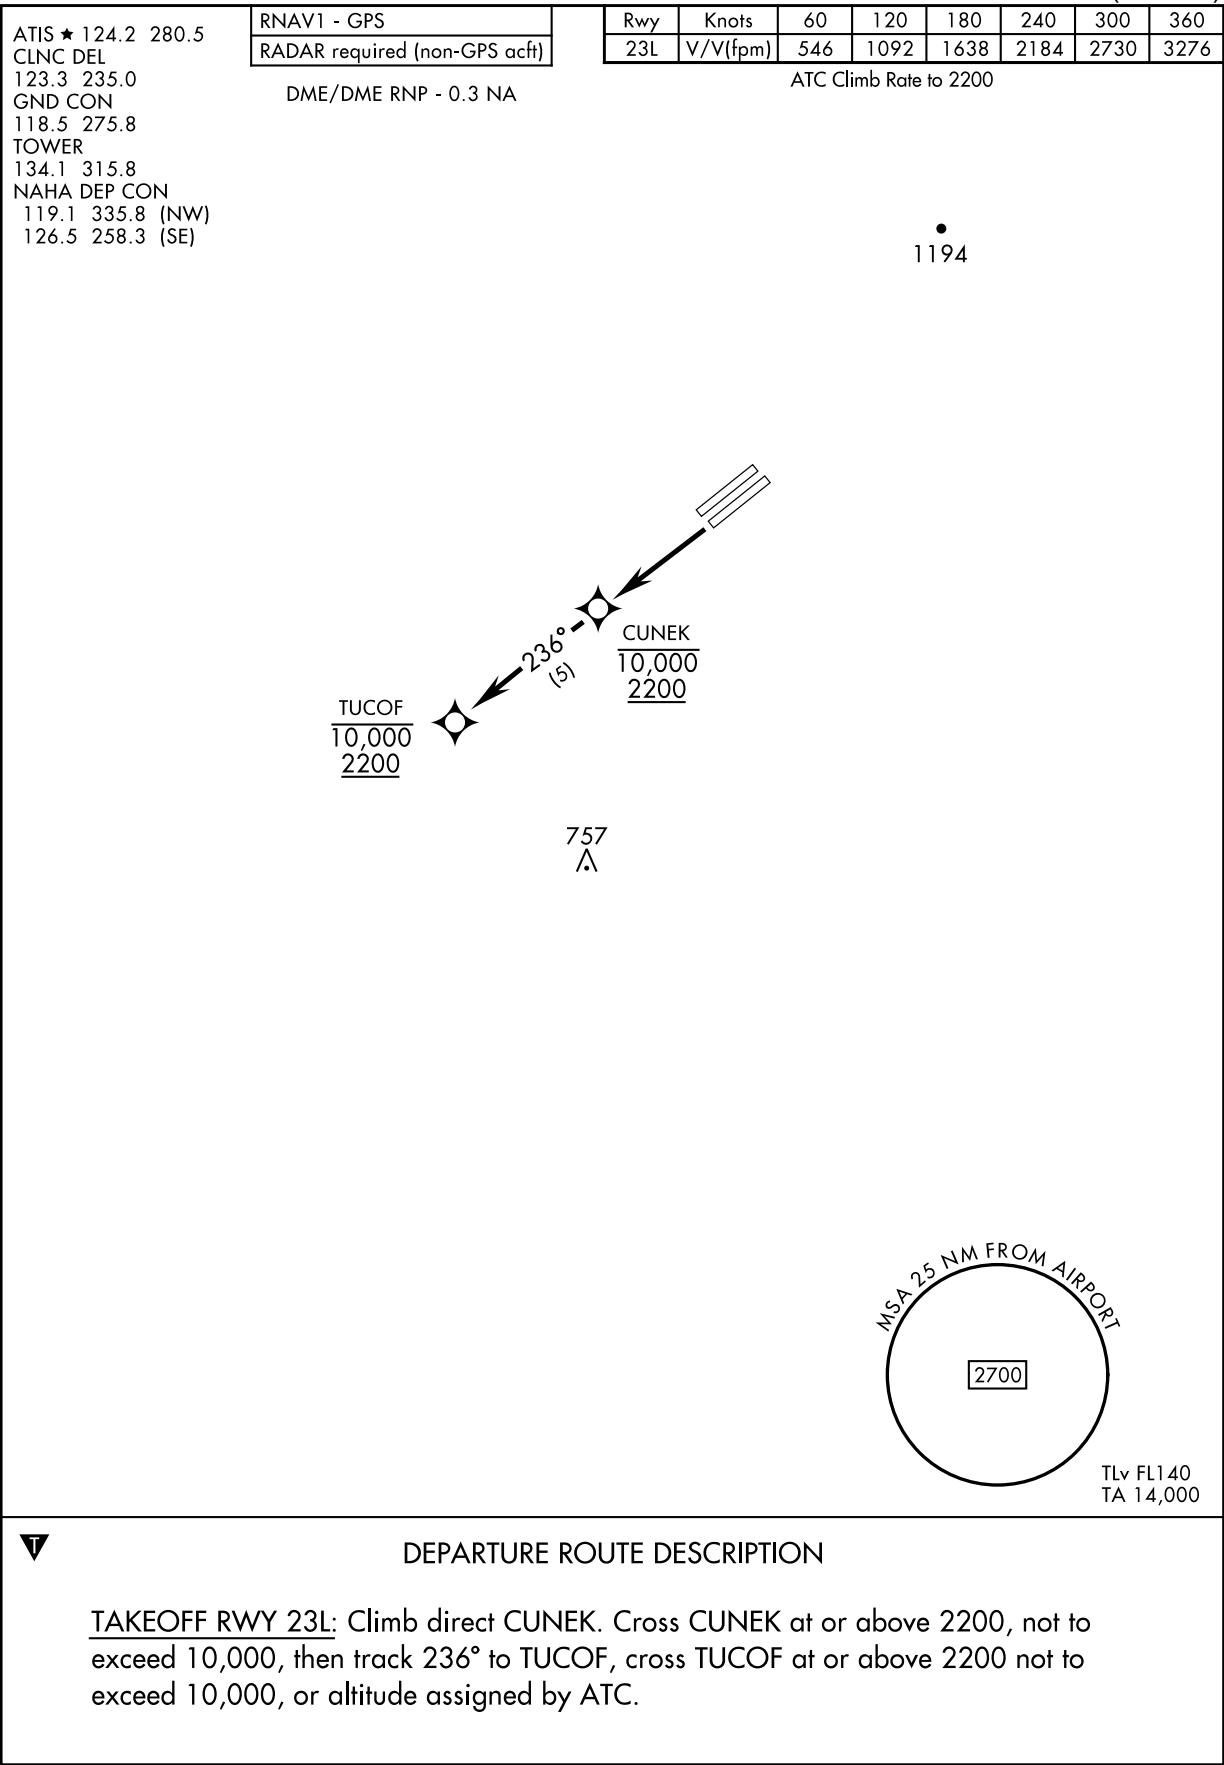 ATIS ★ 124.2 280.5
CLNC DEL
123.3 235.0
GND CON
118.5 275.8
TOWER
134.1 315.8
NAHA DEP CON
119.1 335.8 (NW)
126.5 258.3 (SE)
RNAV1 - GPS
RADAR required (non-GPS acft)
DME/DME RNP - 0.3 NA
Rwy Knots 60 120 180 240 300 360
23L V/V(fpm) 546 1092 1638 2184 2730 3276
ATC Climb Rate to 2200
1194
CUNEK
10,000
2200
236°
(5)
TUCOF
10,000
2200
757
MSA 25 NM FROM AIRPORT
2700
TLv FL140
TA 14,000
T
DEPARTURE ROUTE DESCRIPTION
TAKEOFF RWY 23L: Climb direct CUNEK. Cross CUNEK at or above 2200, not to
exceed 10,000, then track 236° to TUCOF, cross TUCOF at or above 2200 not to
exceed 10,000, or altitude assigned by ATC.